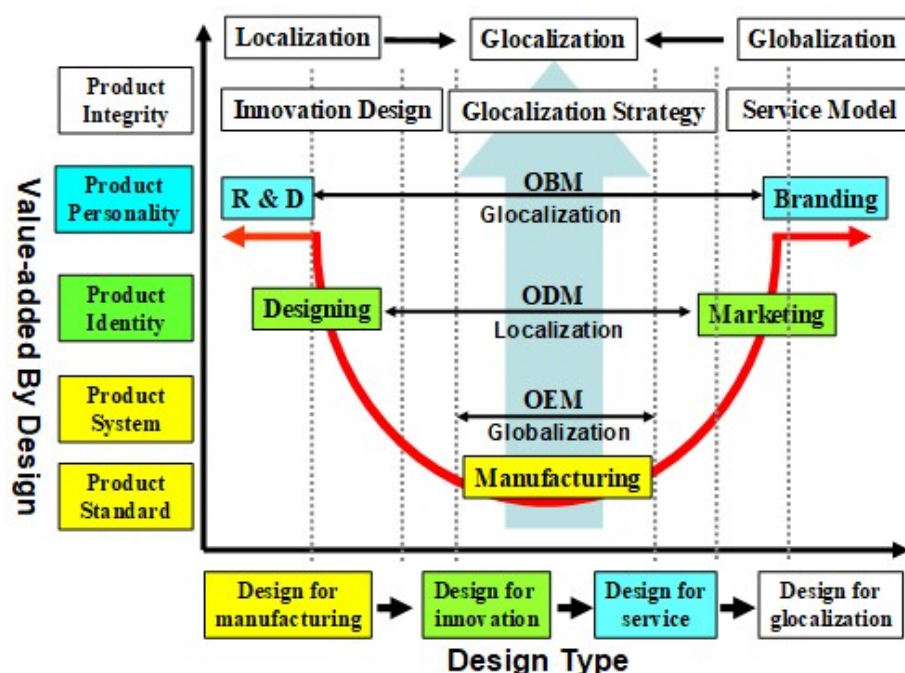 Localization
Glocalization
Globalization
Product
Integrity
Innovation Design
Glocalization Strategy
Service Model
Product
Personality
R & D
OBM
Glocalization
Branding
Product
Identity
Designing
ODM
Localization
Marketing
Product
System
OEM
Globalization
Product
Standard
Manufacturing
Value-added By Design
Design for
manufacturing
Design for
innovation
Design for
service
Design for
glocalization
Design Type